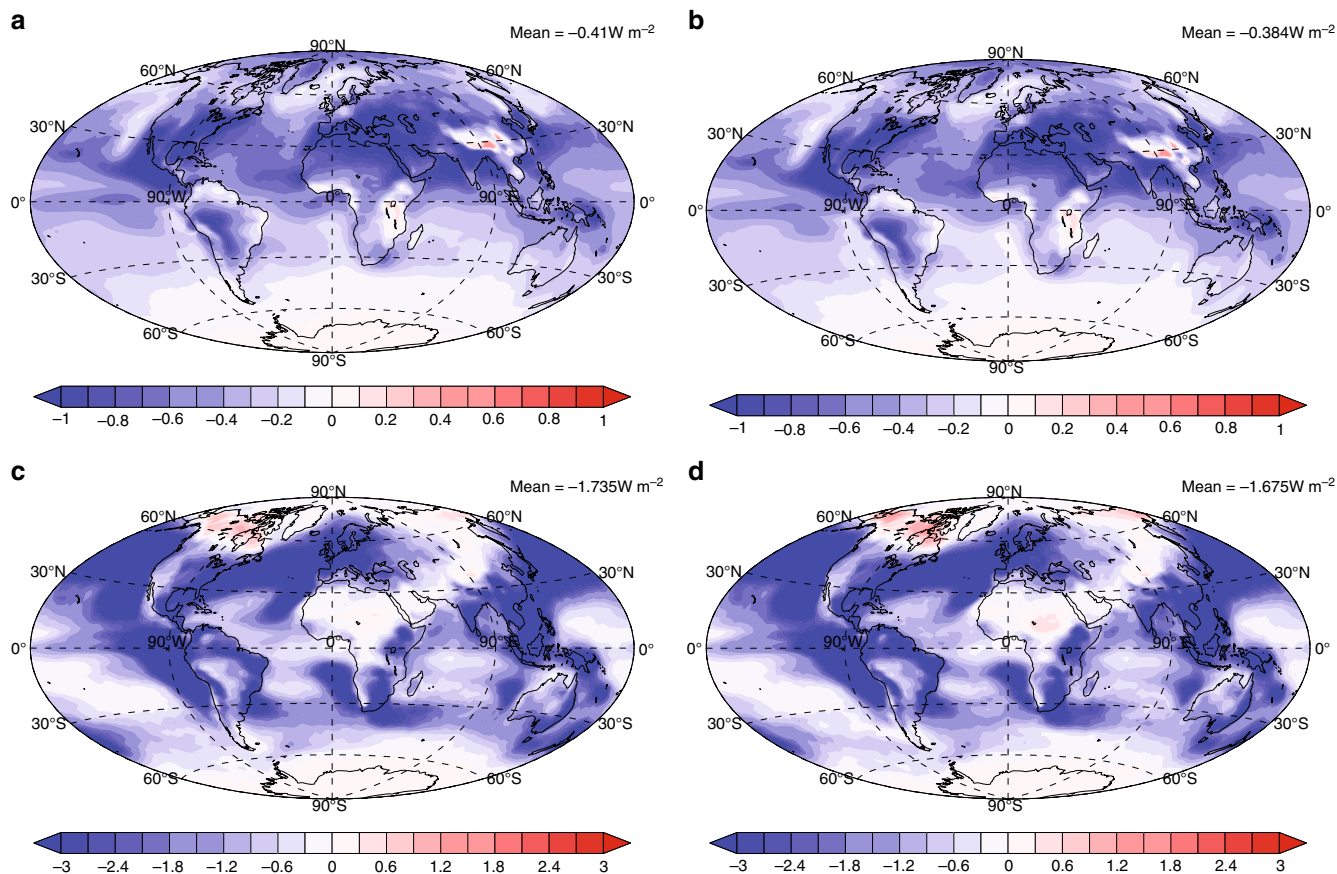 a
Mean = –0.41W m–2
90°N
60°N 60°N
30°N 30°N
0° 90°W 0° 90°E 0°
30°S 30°S
60°S 60°S
90°S
–1 –0.8 –0.6 –0.4 –0.2 0 0.2 0.4 0.6 0.8 1
b
Mean = –0.384W m–2
90°N
60°N 60°N
30°N 30°N
0° 90°W 0° 90°E 0°
30°S 30°S
60°S 60°S
90°S
–1 –0.8 –0.6 –0.4 –0.2 0 0.2 0.4 0.6 0.8 1
c
Mean = –1.735W m–2
90°N
60°N 60°N
30°N 30°N
0° 90°W 0° 90°E 0°
30°S 30°S
60°S 60°S
90°S
–3 –2.4 –1.8 –1.2 –0.6 0 0.6 1.2 1.8 2.4 3
d
Mean = –1.675W m–2
90°N
60°N 60°N
30°N 30°N
0° 90°W 0° 90°E 0°
30°S 30°S
60°S 60°S
90°S
–3 –2.4 –1.8 –1.2 –0.6 0 0.6 1.2 1.8 2.4 3